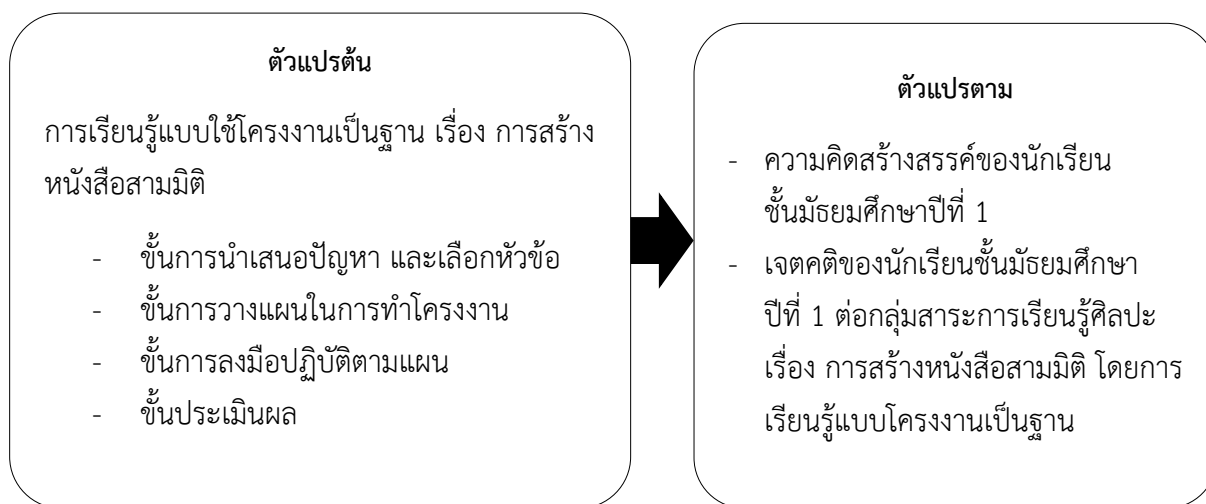 ตัวแปรต้น
การเรียนรู้แบบใช้โครงงานเป็นฐาน เรื่อง การสร้าง
หนังสือสามมิติ
- ขั้นการนำเสนอปัญหา และเลือกหัวข้อ
- ขั้นการวางแผนในการทำโครงงาน
- ขั้นการลงมือปฏิบัติตามแผน
- ขั้นประเมินผล
ตัวแปรตาม
- ความคิดสร้างสรรค์ของนักเรียน
ชั้นมัธยมศึกษาปีที่ 1
- เจตคติของนักเรียนชั้นมัธยมศึกษา
ปีที่ 1 ต่อกลุ่มสาระการเรียนรู้ศิลปะ
เรื่อง การสร้างหนังสือสามมิติ โดยการ
เรียนรู้แบบโครงงานเป็นฐาน